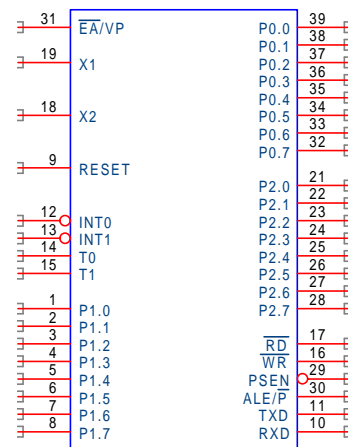 31 E̅A̅/VP
19 X1
18 X2
9 RESET
12 INT0
13 INT1
14 T0
15 T1
1 P1.0
2 P1.1
3 P1.2
4 P1.3
5 P1.4
6 P1.5
7 P1.6
8 P1.7
P0.0 39
P0.1 38
P0.2 37
P0.3 36
P0.4 35
P0.5 34
P0.6 33
P0.7 32
P2.0 21
P2.1 22
P2.2 23
P2.3 24
P2.4 25
P2.5 26
P2.6 27
P2.7 28
R̅D̅ 17
W̅R̅ 16
PSEN 29
ALE/P̅ 30
TXD 11
RXD 10